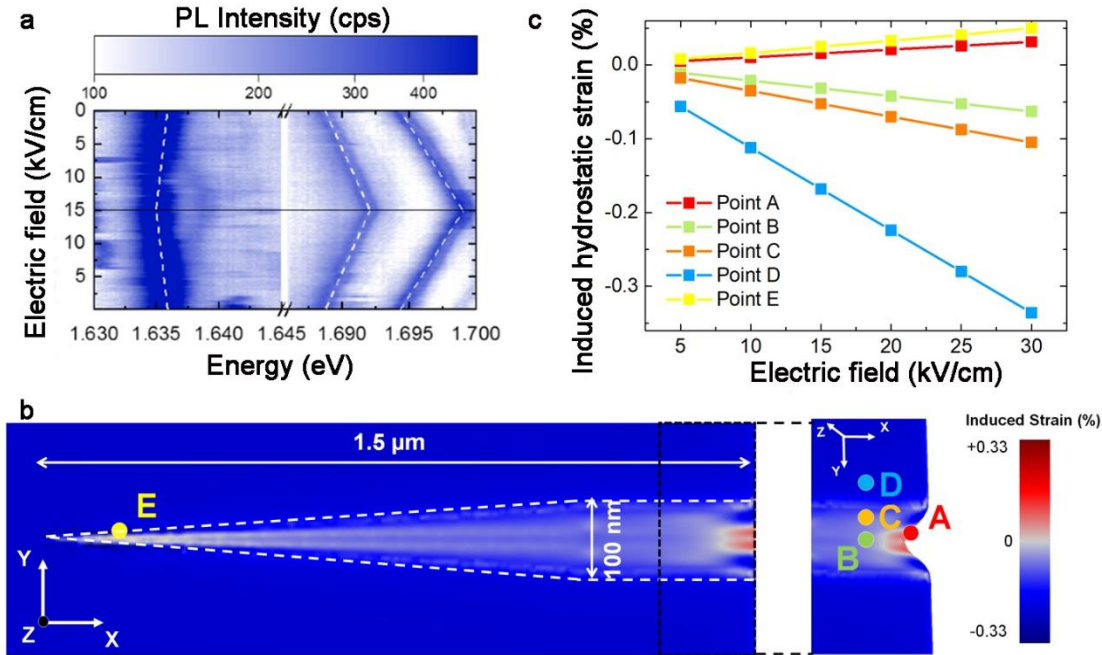 a
PL Intensity (cps)
100 200 300 400
Electric field (kV/cm)
0
5
10
15
10
5
1.630 1.635 1.640 1.645 1.690 1.695 1.700
Energy (eV)
c
Induced hydrostatic strain (%)
0.0
-0.1
-0.2
-0.3
Point A
Point B
Point C
Point D
Point E
5 10 15 20 25 30
Electric field (kV/cm)
b
1.5 µm
E
100 nm
Y
Z
X
Z
X
Y
D
C
A
B
Induced Strain (%)
+0.33
0
-0.33